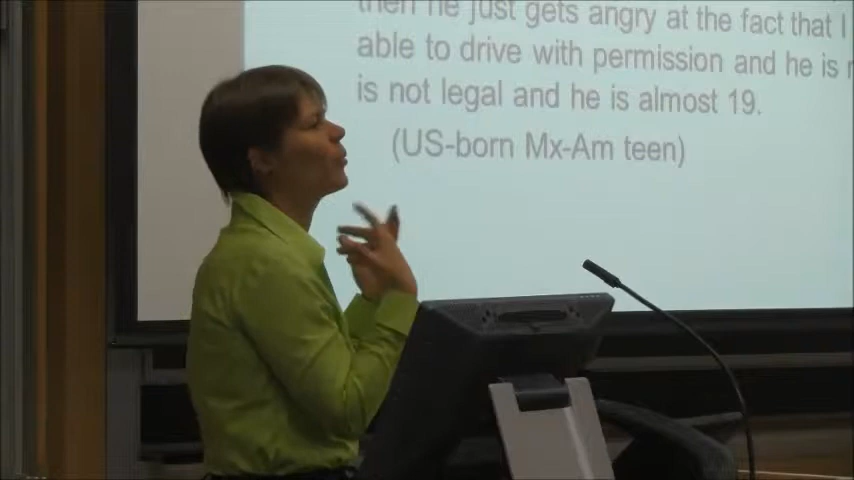 then he just gets angry at the fact that I
able to drive with permission, and he is
is not legal and he is almost 19.
(US-born Mx-Am teen)